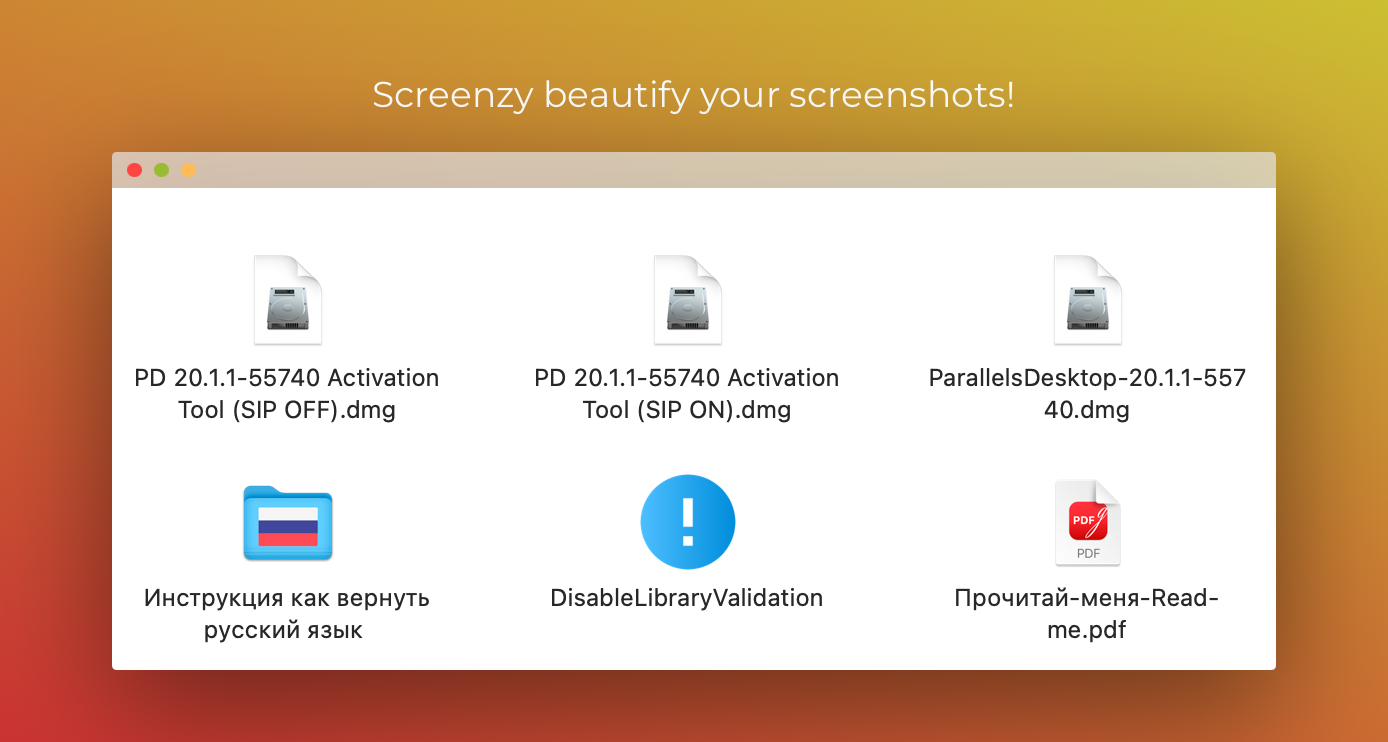 Screenzy beautify your screenshots!
PD 20.1.1-55740 Activation
Tool (SIP OFF).dmg
PD 20.1.1-55740 Activation
Tool (SIP ON).dmg
ParallelsDesktop-20.1.1-557
40.dmg
Инструкция как вернуть
русский язык
DisableLibraryValidation
PDF
PDF
Прочитай-меня-Read-
me.pdf